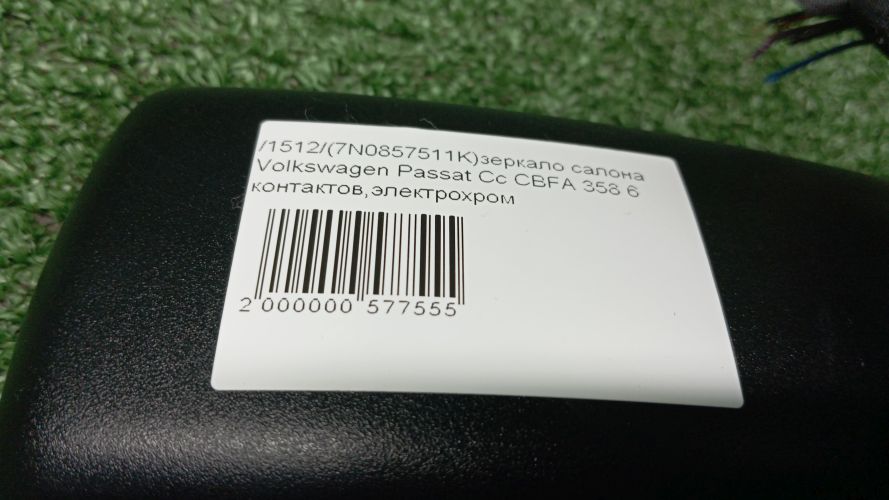 /1512/(7N0857511K)зеркало салона
Volkswagen Passat Cc CBFA 358 6
контактов,электрохром
2 000000 577555